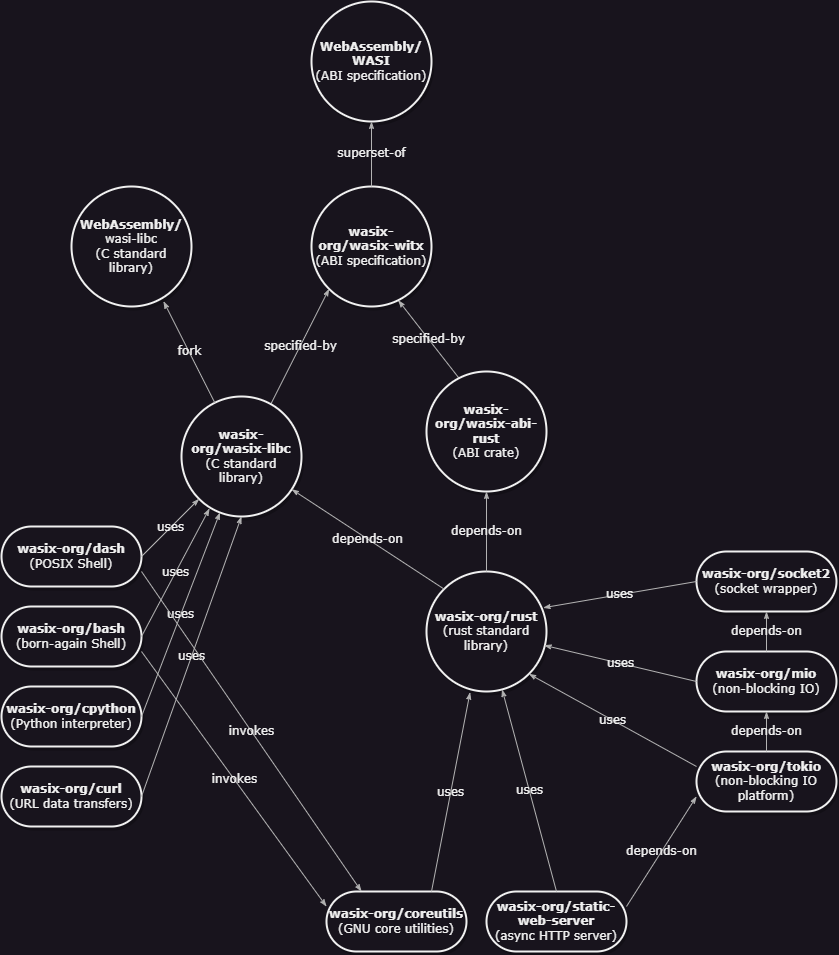 WebAssembly/
WASI
(ABI specification)
superset-of
WebAssembly/
wasi-libc
(C standard
library)
wasix-
org/wasix-witx
(ABI specification)
fork
specified-by
specified-by
wasix-
org/wasix-libc
(C standard
library)
wasix-
org/wasix-abi-
rust
(ABI crate)
uses
depends-on
depends-on
wasix-org/dash
(POSIX Shell)
uses
wasix-org/socket2
(socket wrapper)
uses
wasix-org/rust
(rust standard
library)
uses
depends-on
wasix-org/bash
(born-again Shell)
uses
uses
wasix-org/mio
(non-blocking IO)
wasix-org/cpython
(Python interpreter)
invokes
uses
depends-on
wasix-org/curl
(URL data transfers)
invokes
uses
uses
wasix-org/tokio
(non-blocking IO
platform)
depends-on
wasix-org/coreutils
(GNU core utilities)
wasix-org/static-
web-server
(async HTTP server)